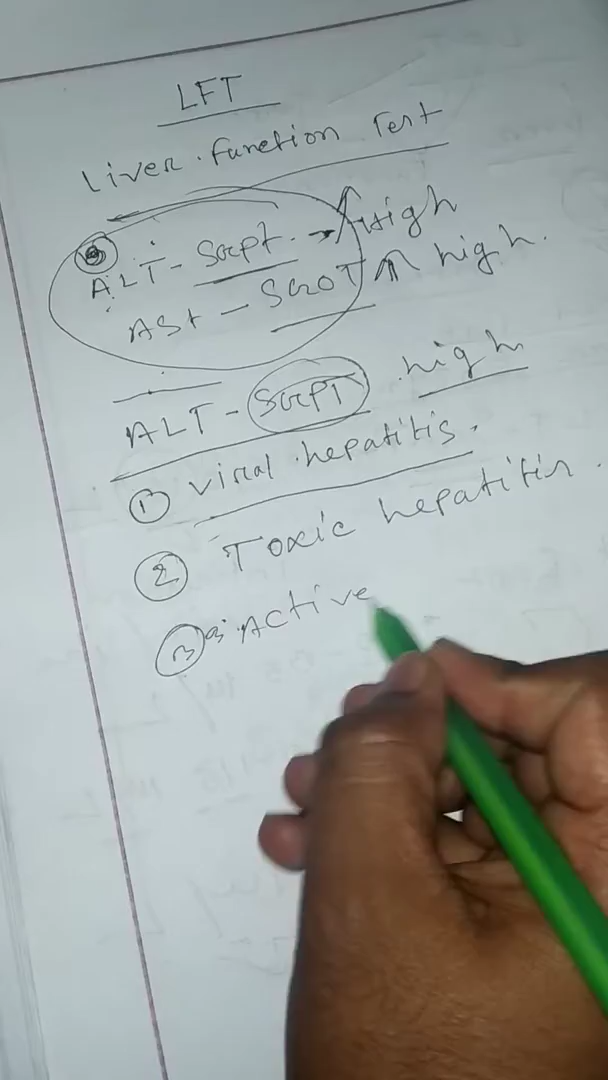 LFT
Liver. Function Test
ALT - SGPT. → High
AST - SGOT ⇈ high.
ALT - SGPT high
① viral hepatitis.
② Toxic hepatitis.
③ Active